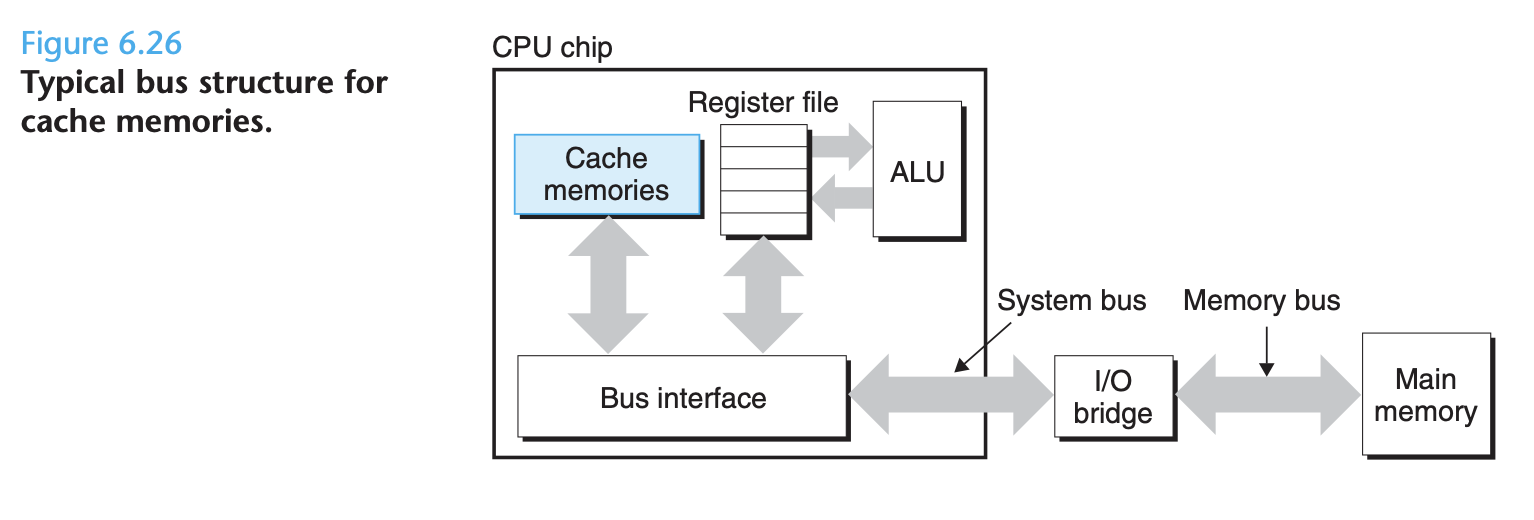 Figure 6.26
Typical bus structure for
cache memories.
CPU chip
Register file
Cache
memories
ALU
System bus
Memory bus
Bus interface
I/O
bridge
Main
memory